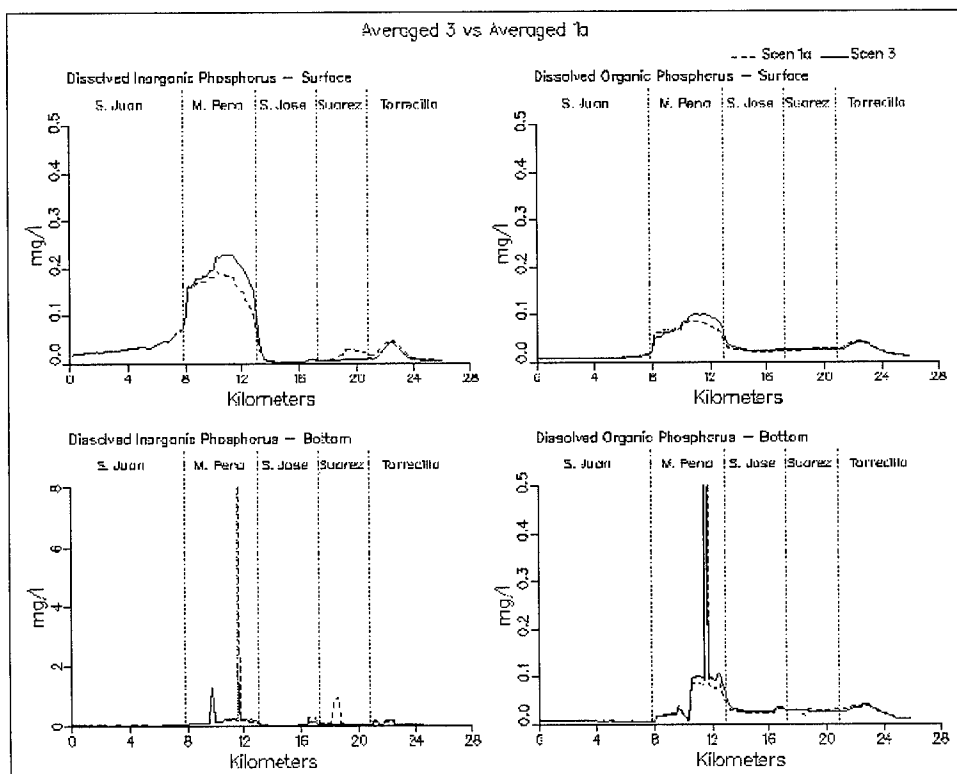 Averaged 3 vs Averaged 1a
Scen 1a Scen 3
Dissolved Inorganic Phosphorus – Surface
S. Juan M. Pena S. Jose Suarez Torrecilla
mg/l
0.0 0.1 0.2 0.3 0.4 0.5
0 4 8 12 16 20 24 28
Kilometers
Dissolved Organic Phosphorus – Surface
S. Juan M. Pena S. Jose Suarez Torrecilla
mg/l
0.0 0.1 0.2 0.3 0.4 0.5
0 4 8 12 16 20 24 28
Kilometers
Dissolved Inorganic Phosphorus – Bottom
S. Juan M. Pena S. Jose Suarez Torrecilla
mg/l
0 2 4 6 8
0 4 8 12 16 20 24 28
Kilometers
Dissolved Organic Phosphorus – Bottom
S. Juan M. Pena S. Jose Suarez Torrecilla
mg/l
0.0 0.1 0.2 0.3 0.4 0.5
0 4 8 12 16 20 24 28
Kilometers